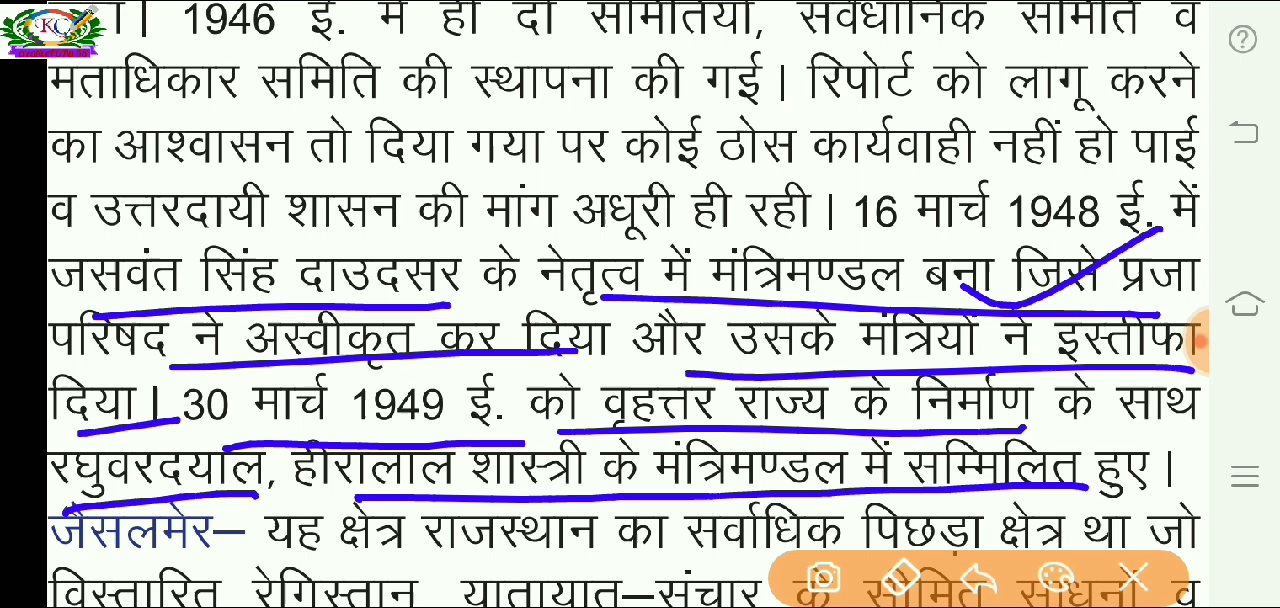 KC
ता। 1946 ई. में ही दो समितियों, संवैधानिक समिति व
मताधिकार समिति की स्थापना की गई। रिपोर्ट को लागू करने
का आश्वासन तो दिया गया पर कोई ठोस कार्यवाही नहीं हो पाई
व उत्तरदायी शासन की मांग अधूरी ही रही। 16 मार्च 1948 ई. में
जसवंत सिंह दाउदसर के नेतृत्व में मंत्रिमण्डल बना जिसे प्रजा
परिषद ने अस्वीकृत कर दिया और उसके मंत्रियों ने इस्तीफा
दिया। 30 मार्च 1949 ई. को वृहत्तर राज्य के निर्माण के साथ
रघुवरदयाल, हीरालाल शास्त्री के मंत्रिमण्डल में सम्मिलित हुए।
जैसलमेर– यह क्षेत्र राजस्थान का सर्वाधिक पिछड़ा क्षेत्र था जो
विस्तारित रेगिस्तान, यातायात–संचार के सीमित साधनों व